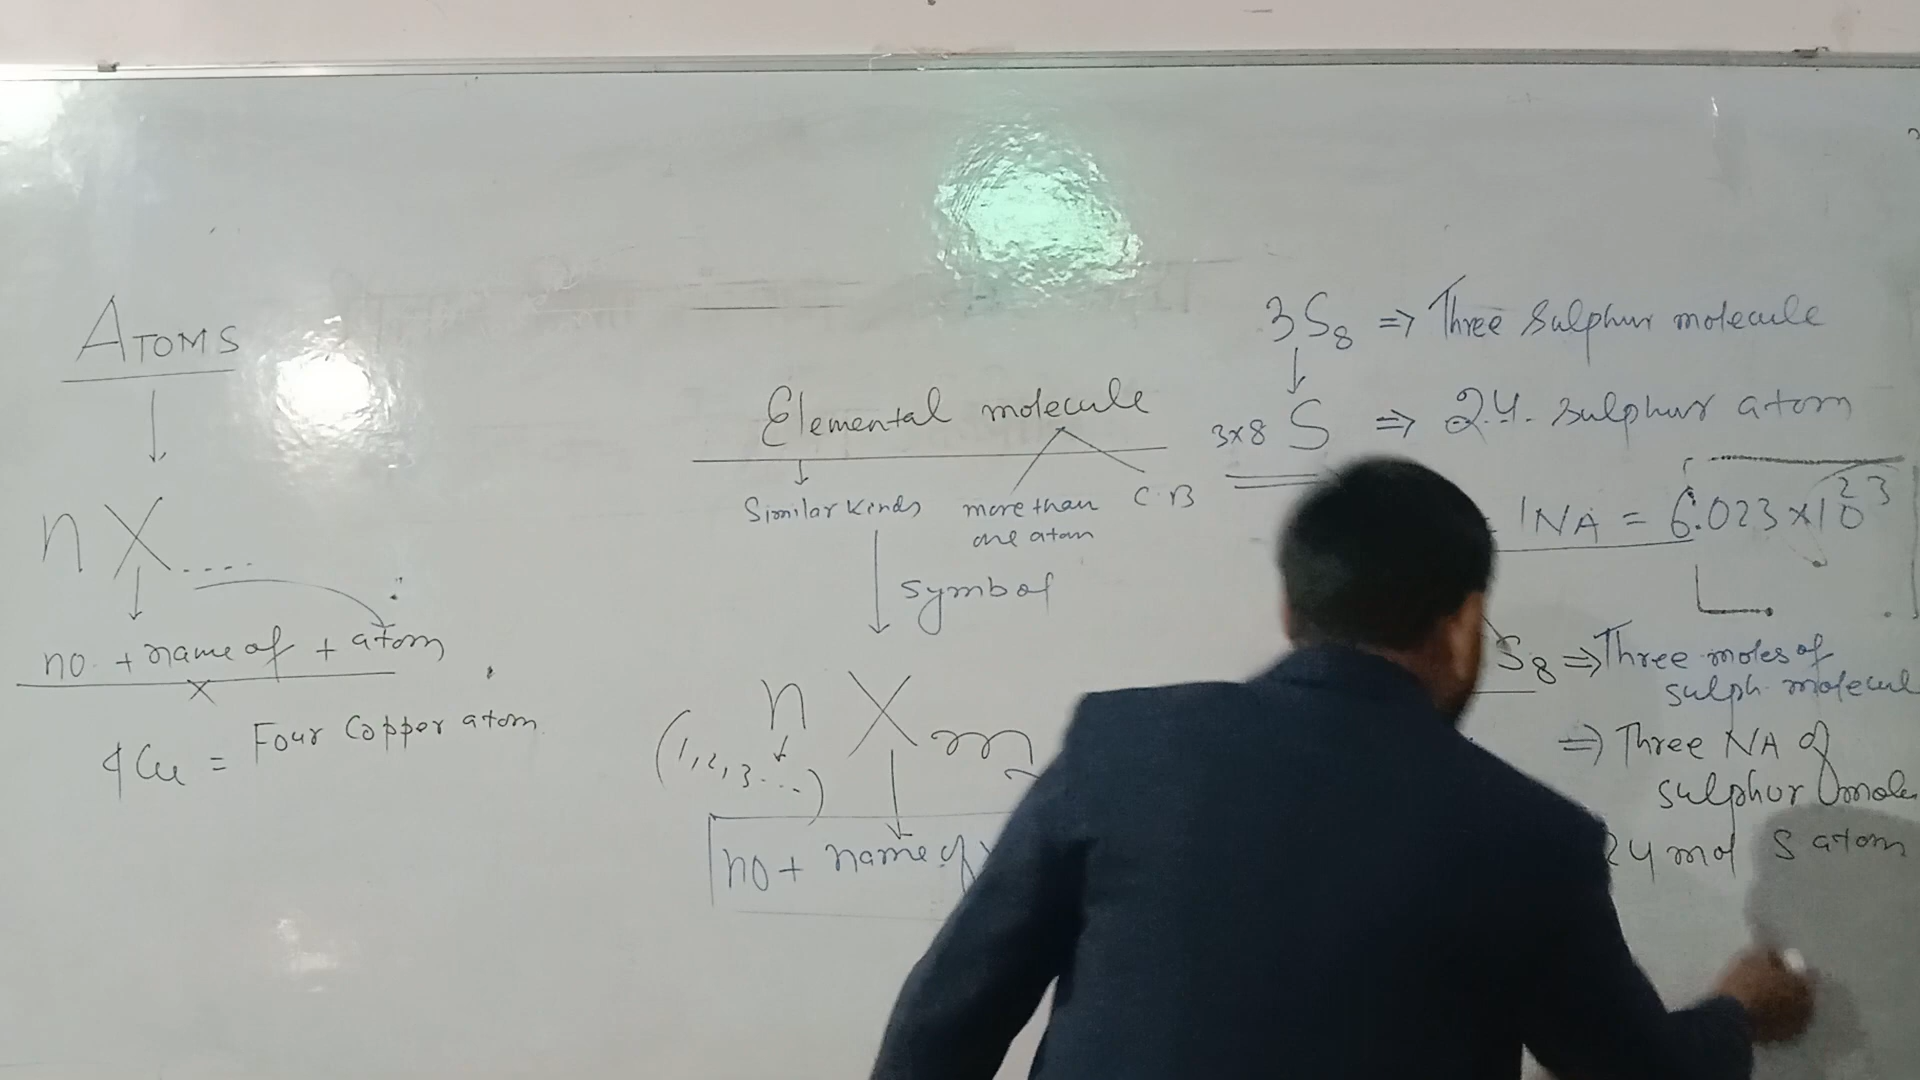 ATOMS
nX.....
no. + name of + atom
X
4Cu = Four Copper atom
Elemental molecule
Similar kinds
more than
one atom
C.B
symbol
n X m
(1,2,3...)
no + name of
3S8 => Three Sulphur molecule
3x8 S => 24. sulphur atom
1NA = 6.023 x 10^23
S8 => Three moles of
sulph. molecul
=> Three NA of
sulphur mole
24 mol S atom